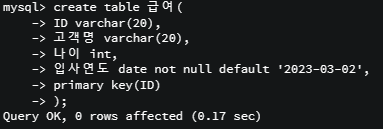 mysql> create table 급여(
    -> ID varchar(20),
    -> 고객명 varchar(20),
    -> 나이 int,
    -> 입사연도 date not null default '2023-03-02',
    -> primary key(ID)
    -> );
Query OK, 0 rows affected (0.17 sec)